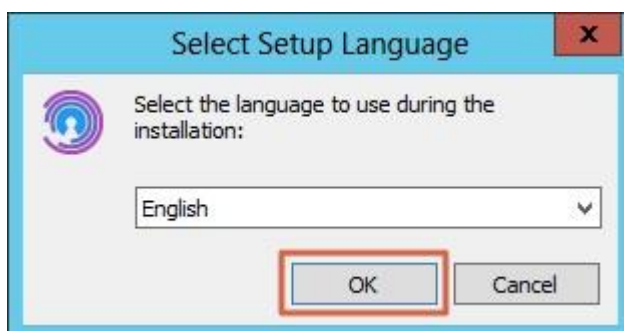 Select Setup Language
Select the language to use during the
installation:
English
OK
Cancel